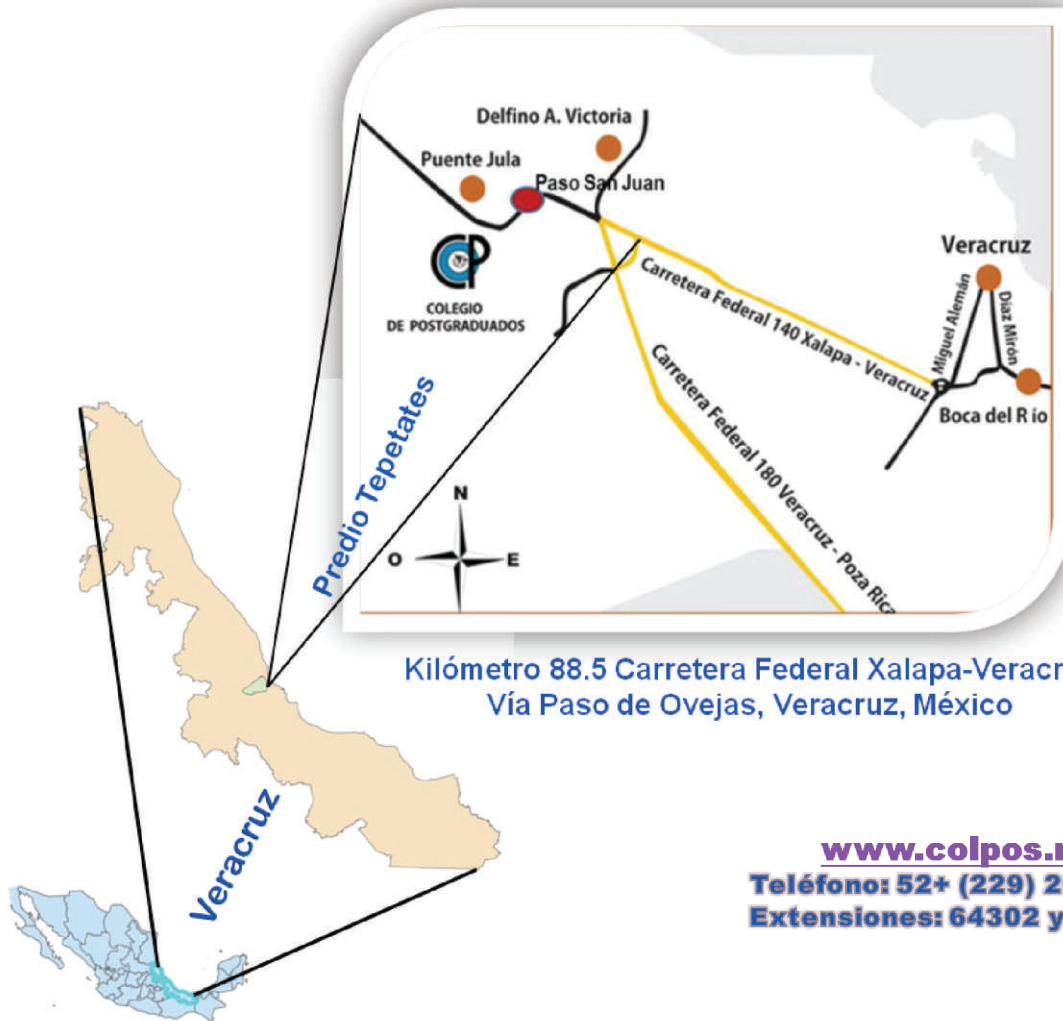 Delfino A. Victoria
Puente Jula
Paso San Juan
CP
COLEGIO
DE POSTGRADUADOS
Veracruz
Miguel Alemán
Díaz Mirón
Carretera Federal 140 Xalapa - Veracruz
Boca del Río
Carretera Federal 180 Veracruz - Poza Rica
Predio Tepetates
N
O
E
Kilómetro 88.5 Carretera Federal Xalapa-Veracr
Vía Paso de Ovejas, Veracruz, México
Veracruz
www.colpos.
Teléfono: 52+ (229) 2
Extensiones: 64302 y